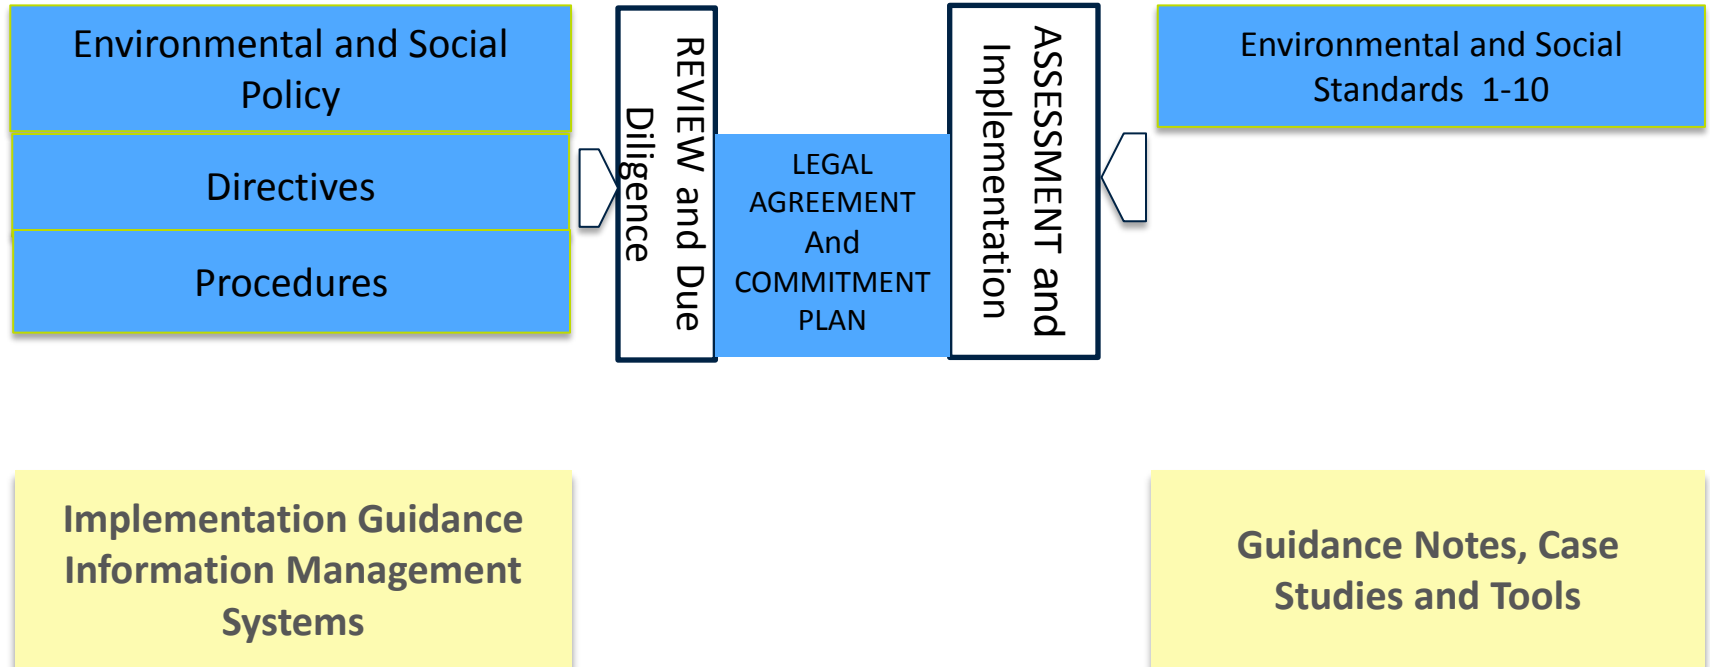 Environmental and Social
Policy
Directives
Procedures
REVIEW and Due
Diligence
LEGAL
AGREEMENT
And
COMMITMENT
PLAN
ASSESSMENT and
Implementation
Environmental and Social
Standards 1-10
Implementation Guidance
Information Management
Systems
Guidance Notes, Case
Studies and Tools